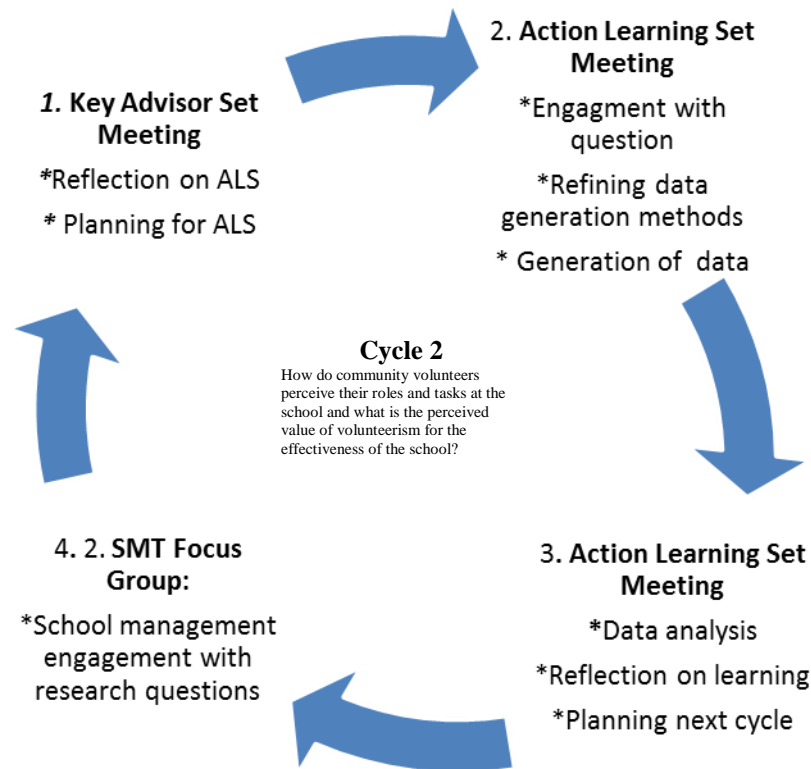 1. Key Advisor Set
Meeting
*Reflection on ALS
* Planning for ALS
2. Action Learning Set
Meeting
*Engagment with
question
*Refining data
generation methods
* Generation of data
Cycle 2
How do community volunteers
perceive their roles and tasks at the
school and what is the perceived
value of volunteerism for the
effectiveness of the school?
3. Action Learning Set
Meeting
*Data analysis
*Reflection on learning
*Planning next cycle
4. 2. SMT Focus
Group:
*School management
engagement with
research questions